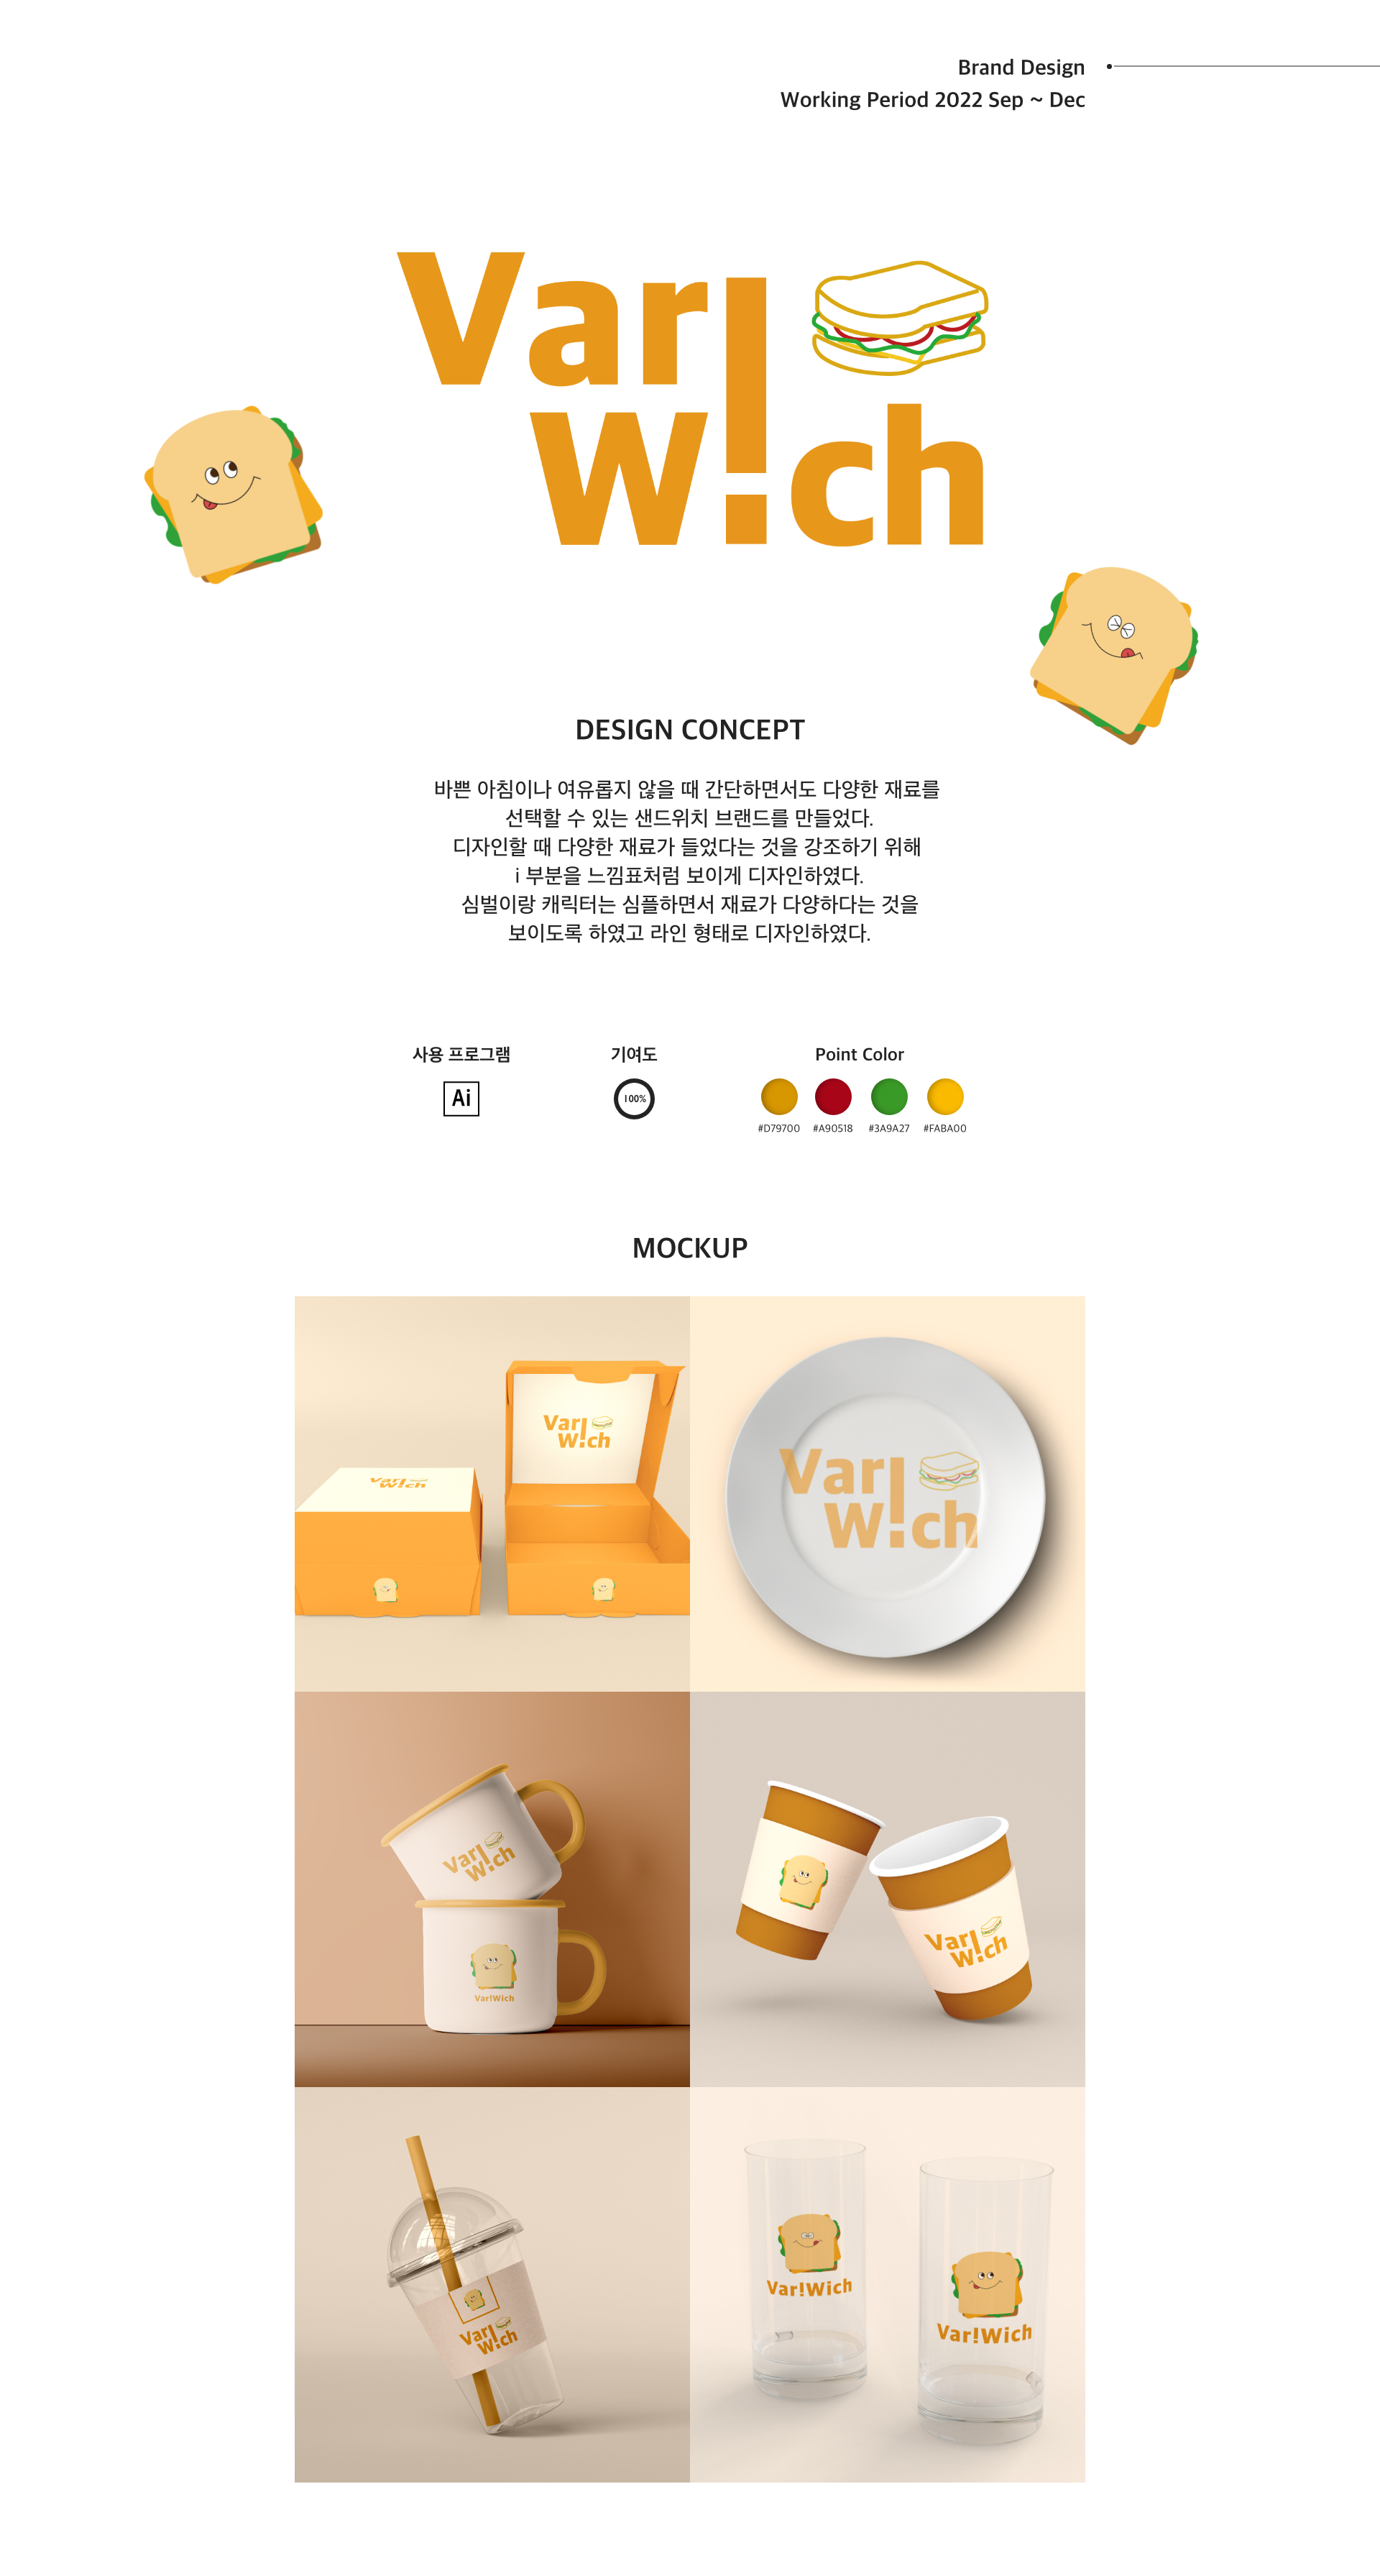 Brand Design
Working Period 2022 Sep ~ Dec
Var!
W!ch
DESIGN CONCEPT
바쁜 아침이나 여유롭지 않을 때 간단하면서도 다양한 재료를
선택할 수 있는 샌드위치 브랜드를 만들었다.
디자인할 때 다양한 재료가 들었다는 것을 강조하기 위해
i 부분을 느낌표처럼 보이게 디자인하였다.
심벌이랑 캐릭터는 심플하면서 재료가 다양하다는 것을
보이도록 하였고 라인 형태로 디자인하였다.
사용 프로그램
기여도
Point Color
Ai
100%
#D79700
#A90518
#3A9A27
#FABA00
MOCKUP
Var!
W!ch
Var!
W!ch
Var!
W!ch
Var!
W!ch
Var!Wich
Var!
W!ch
Var!
W!ch
Var!Wich
Var!Wich